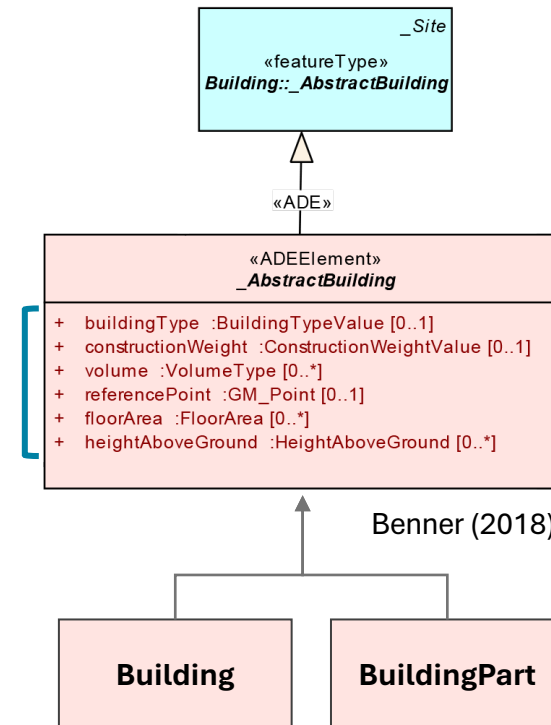 _Site
«featureType»
Building::_AbstractBuilding
«ADE»
«ADEElement»
_AbstractBuilding
+ buildingType :BuildingTypeValue [0..1]
+ constructionWeight :ConstructionWeightValue [0..1]
+ volume :VolumeType [0..*]
+ referencePoint :GM_Point [0..1]
+ floorArea :FloorArea [0..*]
+ heightAboveGround :HeightAboveGround [0..*]
Benner (2018)
Building
BuildingPart